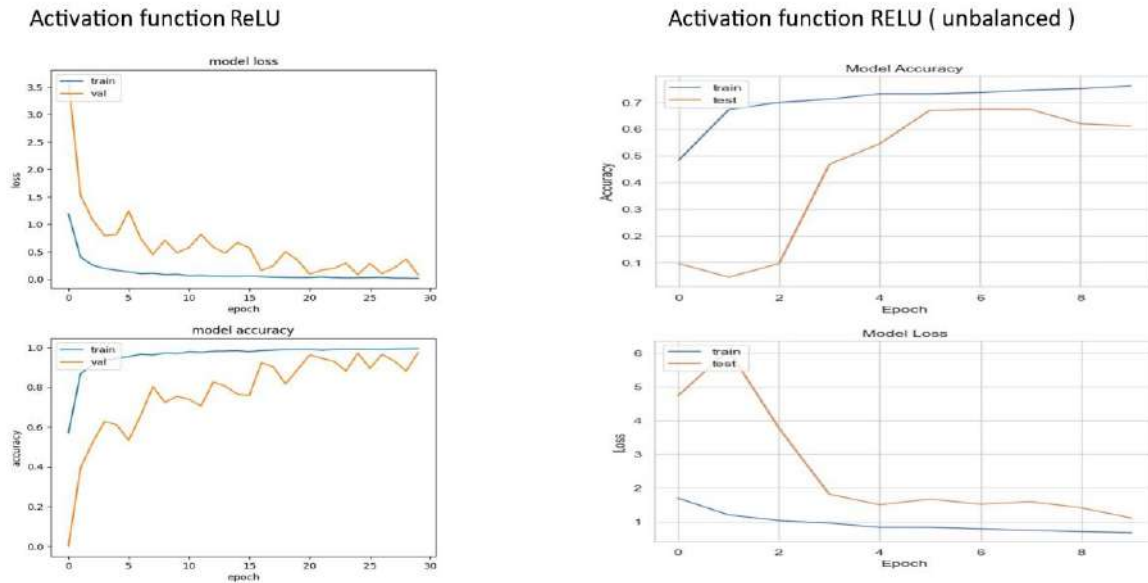 Activation function ReLU
model loss
train
val
3.5
3.0
2.5
2.0
1.5
1.0
0.5
0.0
loss
0 5 10 15 20 25 30
epoch
model accuracy
train
val
1.0
0.8
0.6
0.4
0.2
0.0
accuracy
0 5 10 15 20 25 30
epoch
Activation function RELU ( unbalanced )
Model Accuracy
train
test
0.7
0.6
0.5
0.4
0.3
0.2
0.1
Accuracy
0 2 4 6 8
Epoch
Model Loss
train
test
6
5
4
3
2
1
Loss
0 2 4 6 8
Epoch